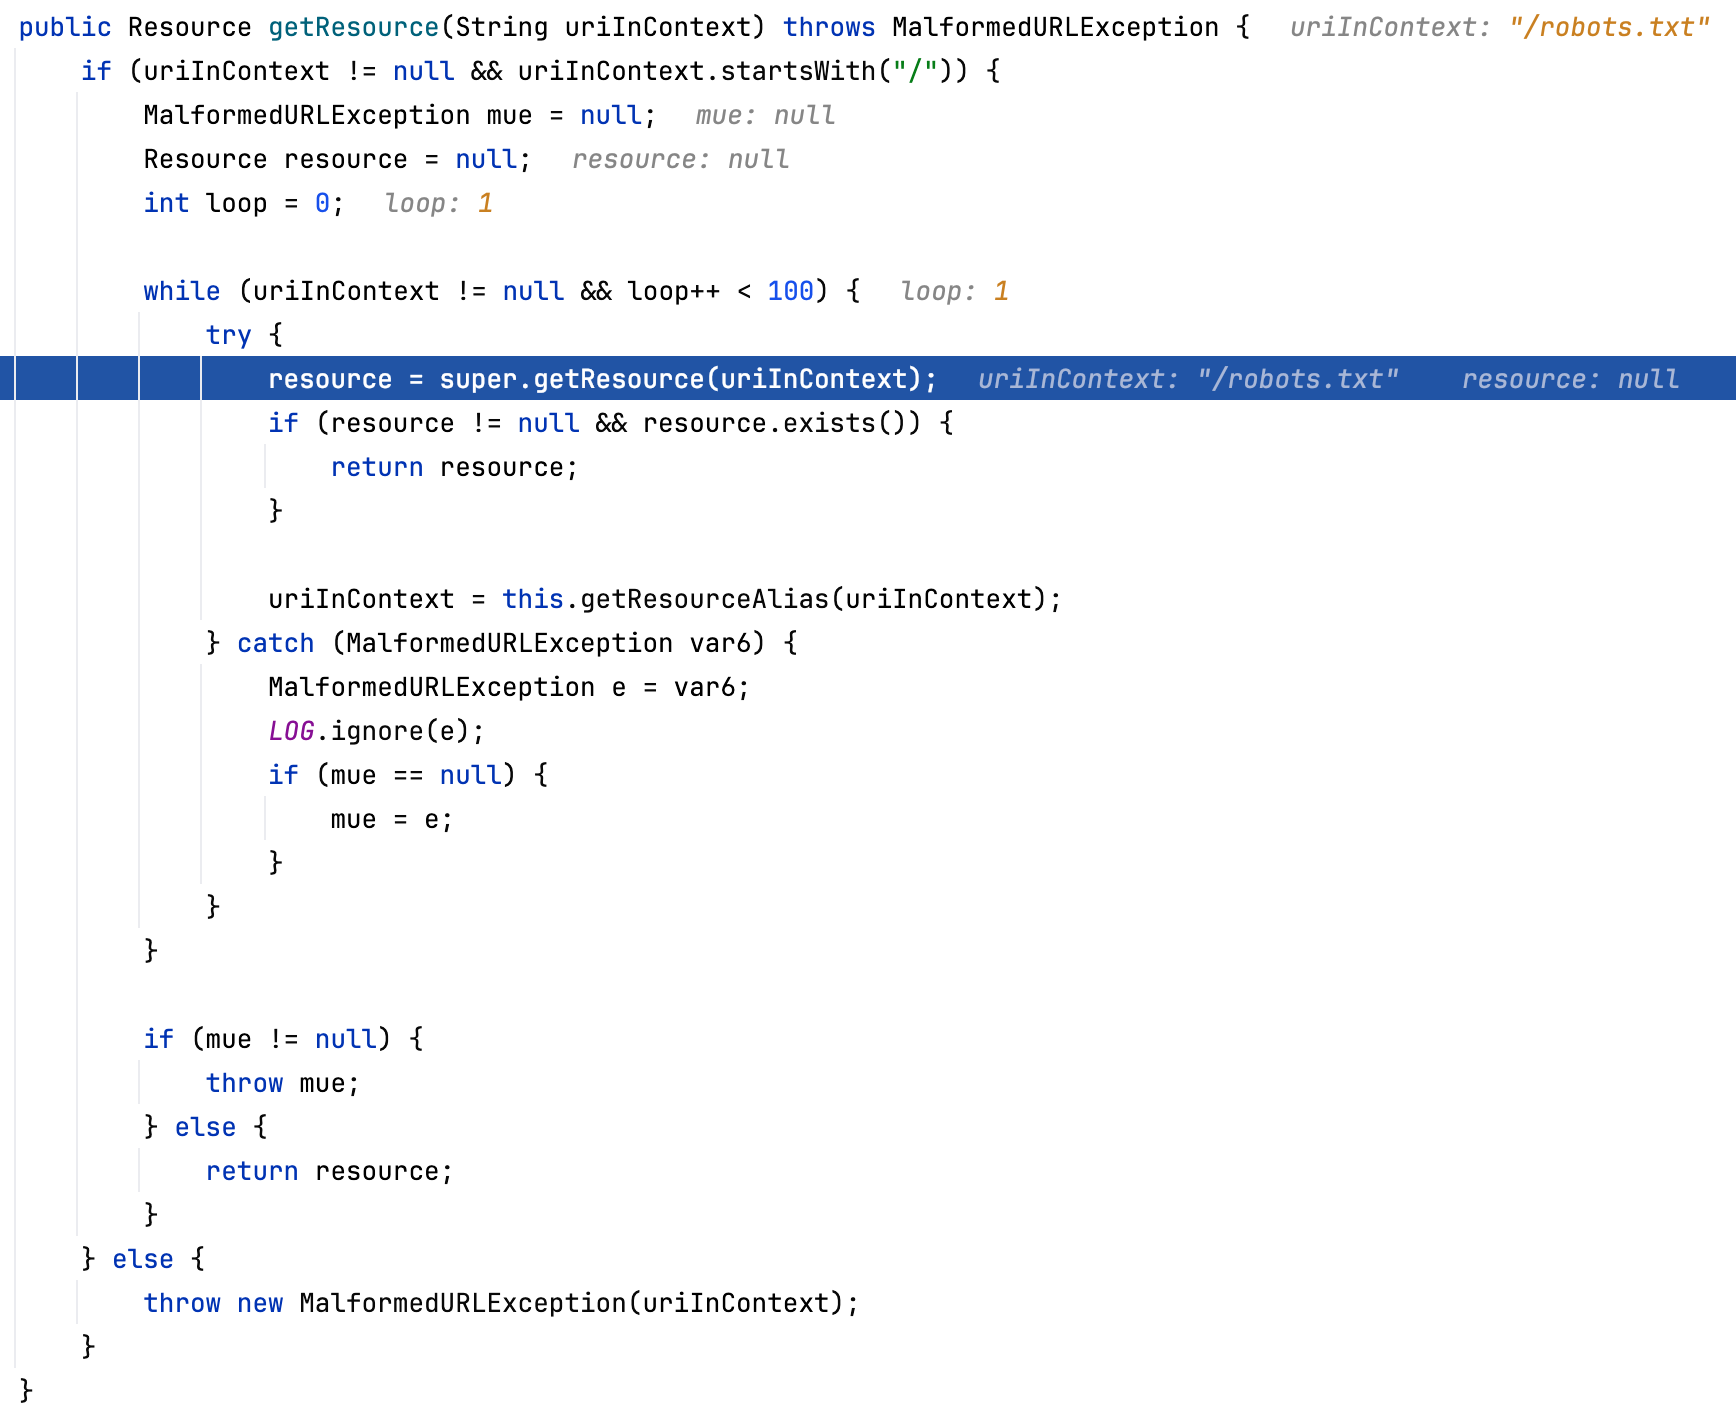 public Resource getResource(String uriInContext) throws MalformedURLException {   uriInContext: "/robots.txt"
    if (uriInContext != null && uriInContext.startsWith("/")) {
        MalformedURLException mue = null;   mue: null
        Resource resource = null;   resource: null
        int loop = 0;   loop: 1
        while (uriInContext != null && loop++ < 100) {   loop: 1
            try {
                resource = super.getResource(uriInContext);   uriInContext: "/robots.txt"    resource: null
                if (resource != null && resource.exists()) {
                    return resource;
                }
                uriInContext = this.getResourceAlias(uriInContext);
            } catch (MalformedURLException var6) {
                MalformedURLException e = var6;
                LOG.ignore(e);
                if (mue == null) {
                    mue = e;
                }
            }
        }
        if (mue != null) {
            throw mue;
        } else {
            return resource;
        }
    } else {
        throw new MalformedURLException(uriInContext);
    }
}